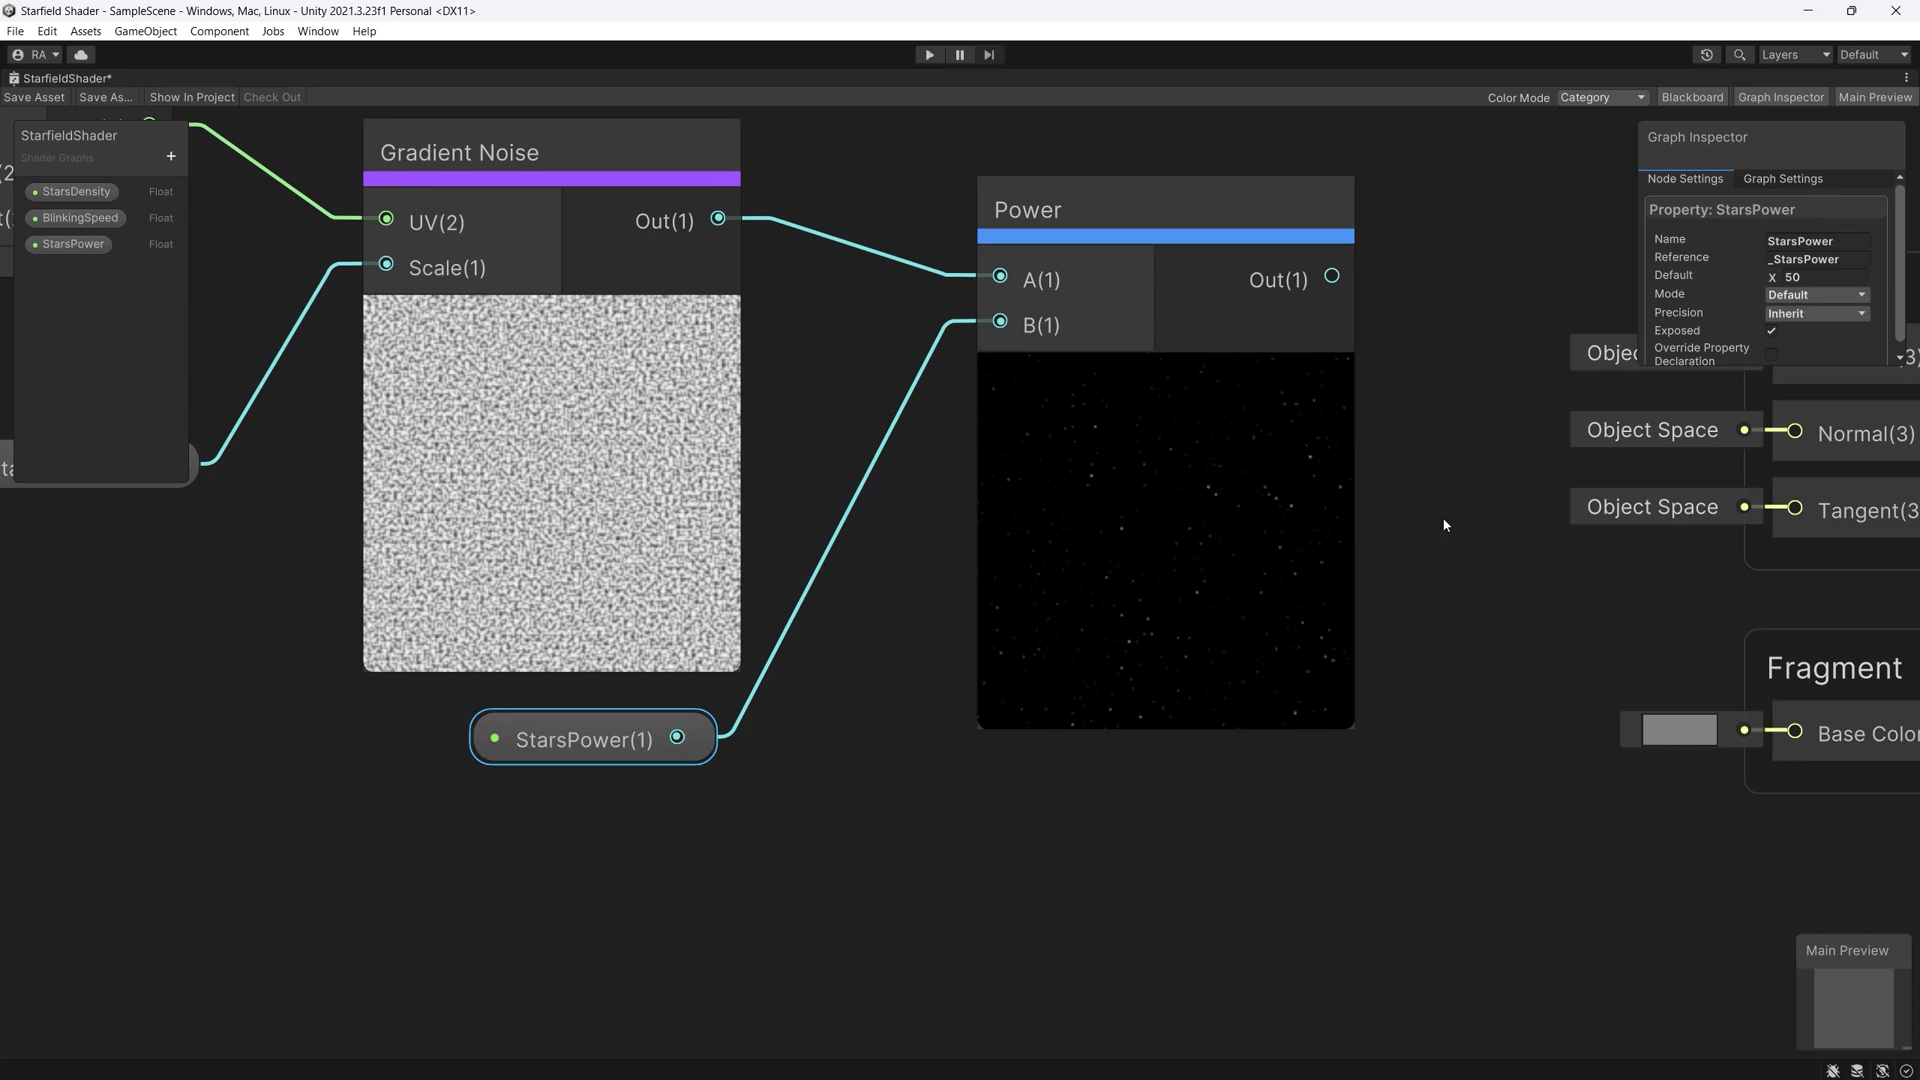 Starfield Shader - SampleScene - Windows, Mac, Linux - Unity 2021.3.23f1 Personal <DX11>
File Edit Assets GameObject Component Jobs Window Help
RA Layers Default
StarfieldShader*
Save Asset Save As... Show In Project Check Out Color Mode Category Blackboard Graph Inspector Main Preview
StarfieldShader
Shader Graphs +
StarsDensity Float
BlinkingSpeed Float
StarsPower Float
Gradient Noise
UV(2) Out(1)
Scale(1)
StarsPower(1)
Power
A(1) Out(1)
B(1)
Graph Inspector
Node Settings Graph Settings
Property: StarsPower
Name StarsPower
Reference _StarsPower
Default X 50
Mode Default
Precision Inherit
Exposed
Override Property
Declaration
Objec 3)
Object Space Normal(3)
Object Space Tangent(3
Fragment
Base Color
Main Preview